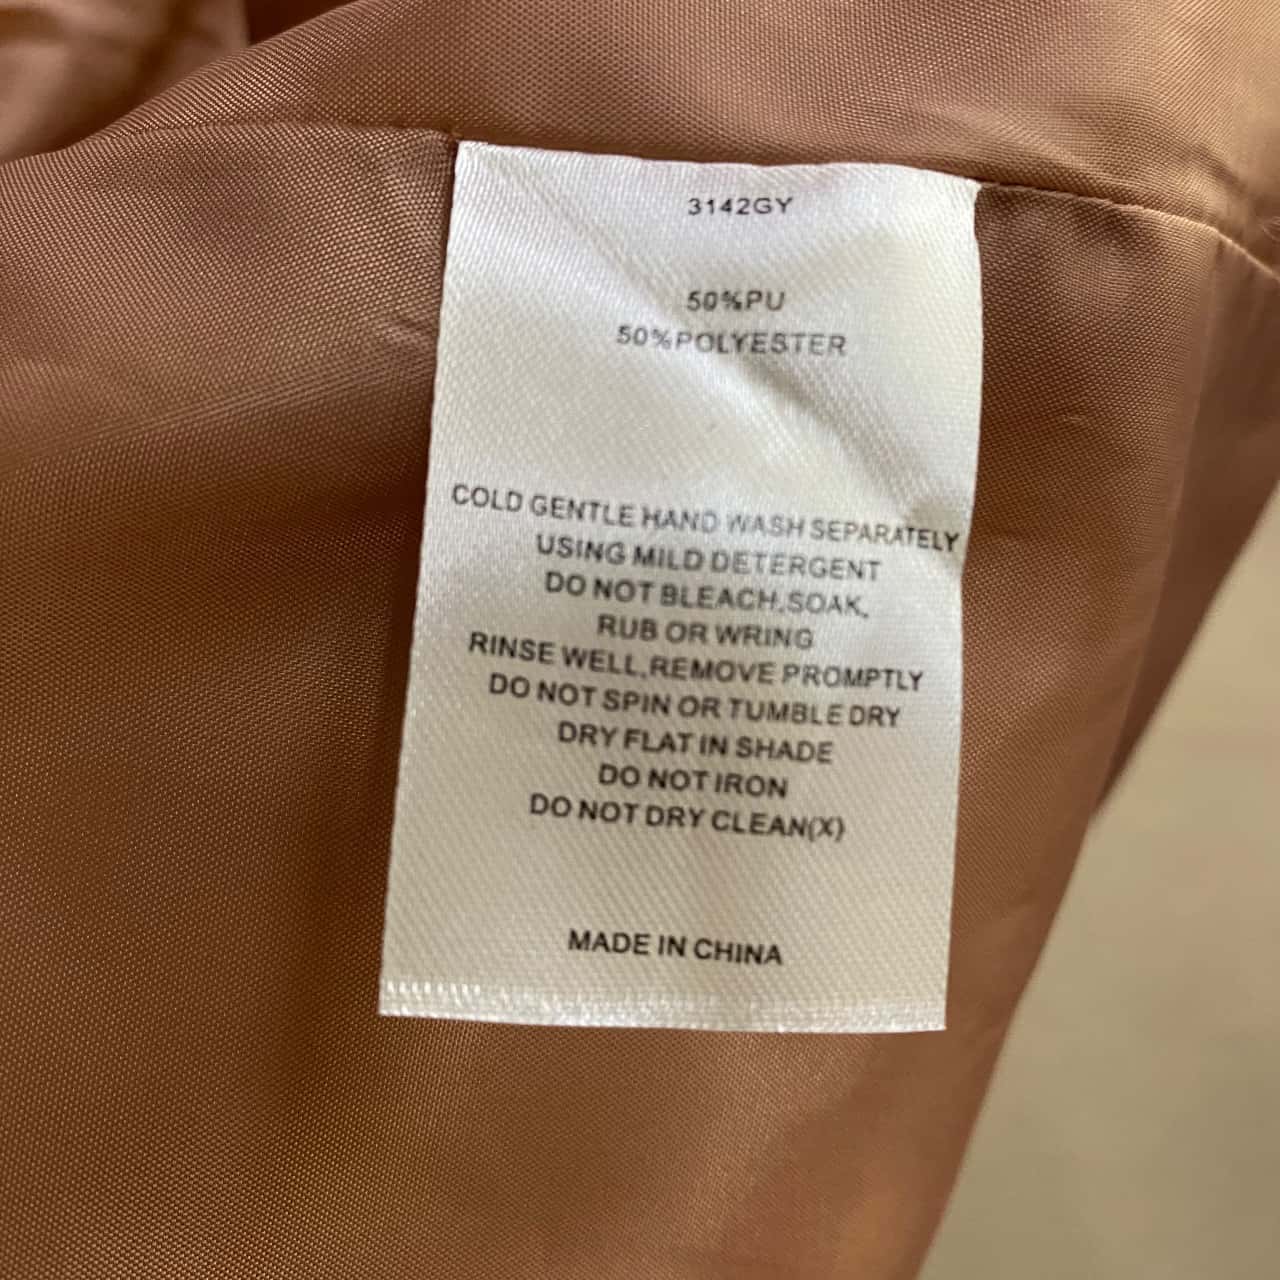 3142GY
50%PU
50%POLYESTER
COLD GENTLE HAND WASH SEPARATELY
USING MILD DETERGENT
DO NOT BLEACH,SOAK,
RUB OR WRING
RINSE WELL,REMOVE PROMPTLY
DO NOT SPIN OR TUMBLE DRY
DRY FLAT IN SHADE
DO NOT IRON
DO NOT DRY CLEAN(X)
MADE IN CHINA